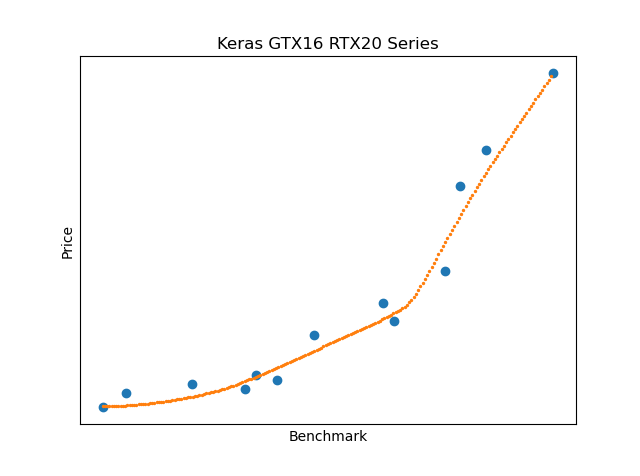 Keras GTX16 RTX20 Series
Price
Benchmark